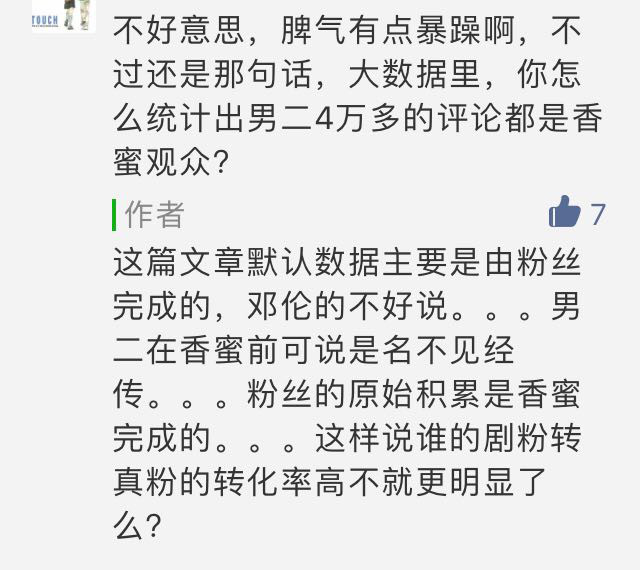 TOUCH
不好意思，脾气有点暴躁啊，不
过还是那句话，大数据里，你怎
么统计出男二4万多的评论都是香
蜜观众?
作者
7
这篇文章默认数据主要是由粉丝
完成的，邓伦的不好说。。。男
二在香蜜前可说是名不见经
传。。。粉丝的原始积累是香蜜
完成的。。。这样说谁的剧粉转
真粉的转化率高不就更明显了
么?